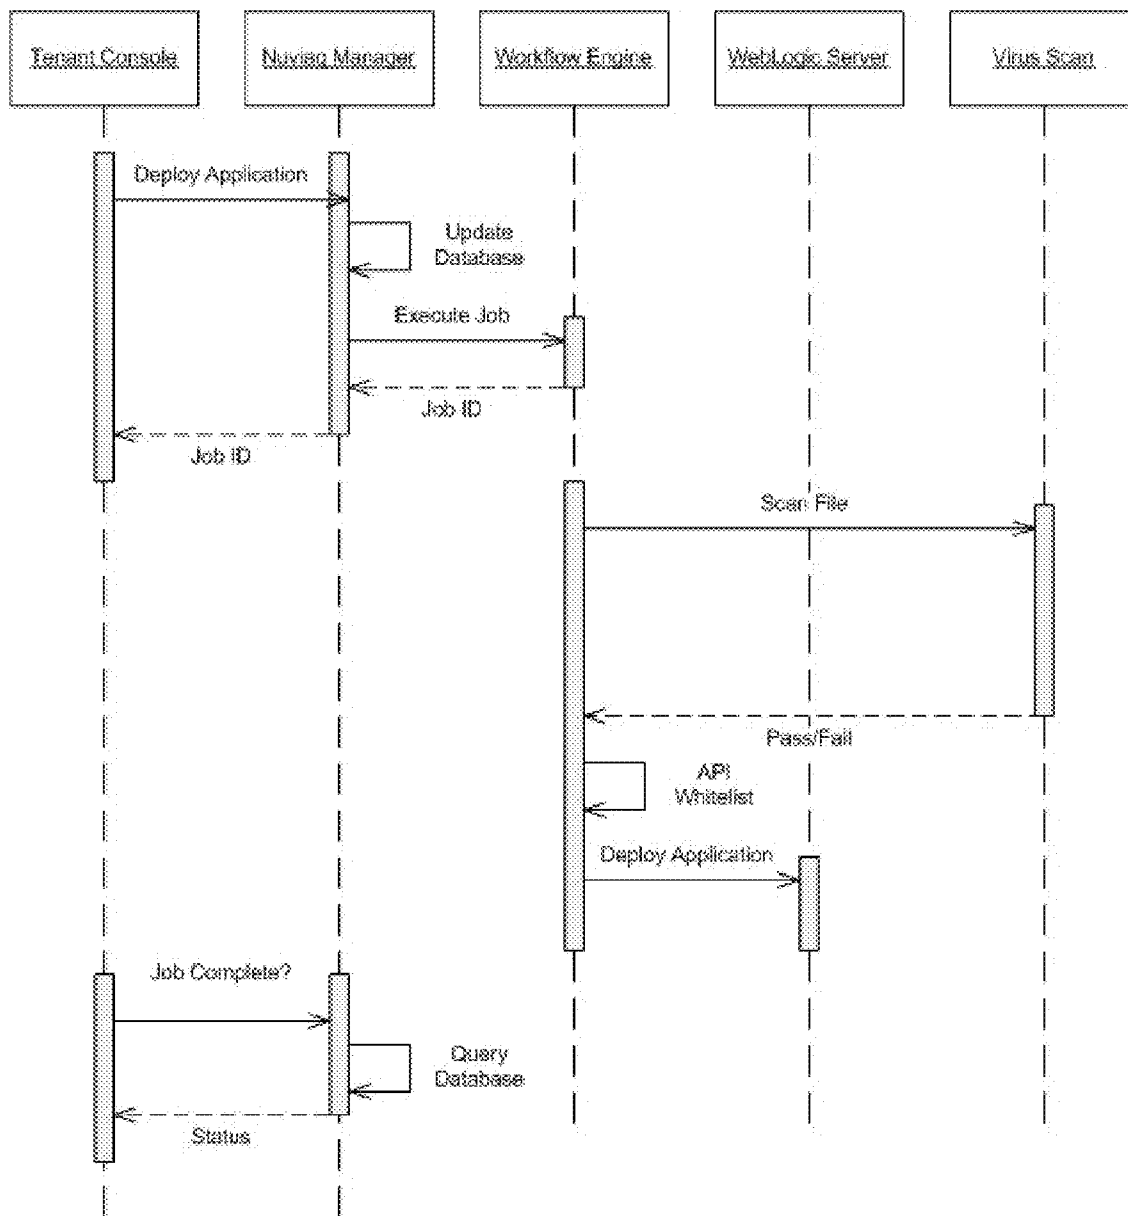 Tenant Console
Nuviaq Manager
Workflow Engine
WebLogic Server
Virus Scan
Deploy Application
Update
Database
Execute Job
Job ID
Job ID
Scan File
Pass/Fail
API
Whitelist
Deploy Application
Job Complete?
Query
Database
Status